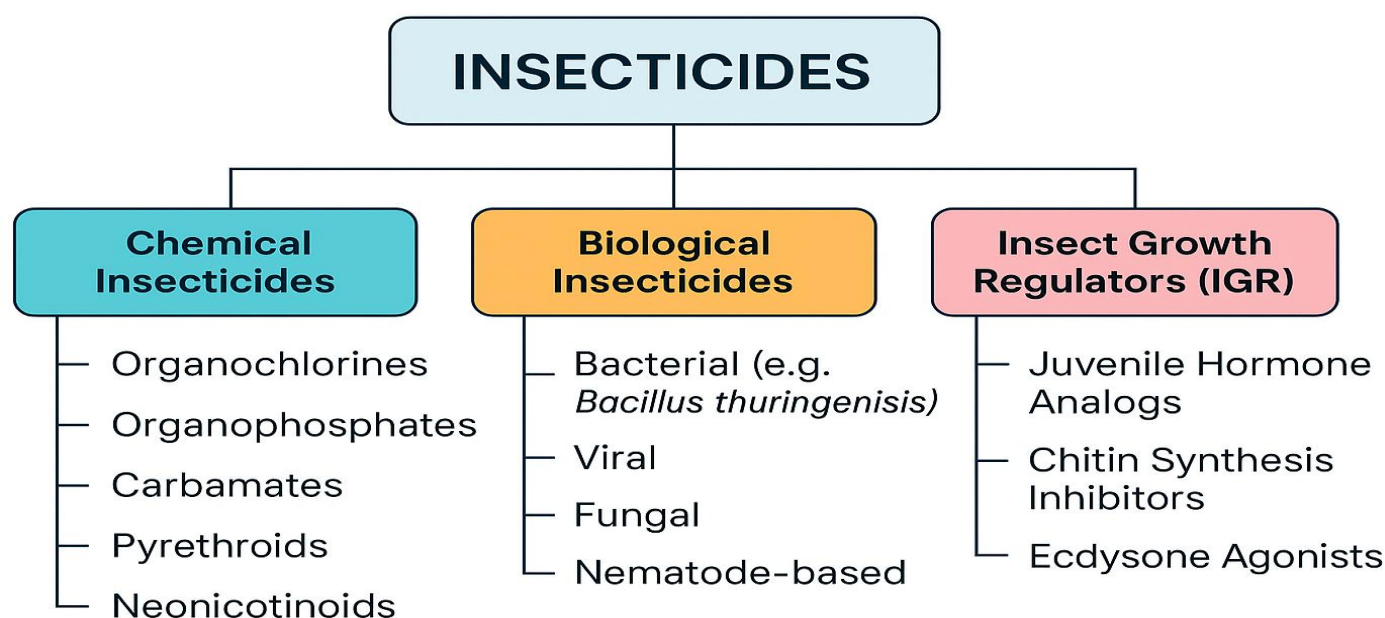 INSECTICIDES
Chemical
Insecticides
Organochlorines
Organophosphates
Carbamates
Pyrethroids
Neonicotinoids
Biological
Insecticides
Bacterial (e.g.
Bacillus thuringenisis)
Viral
Fungal
Nematode-based
Insect Growth
Regulators (IGR)
Juvenile Hormone
Analogs
Chitin Synthesis
Inhibitors
Ecdysone Agonists